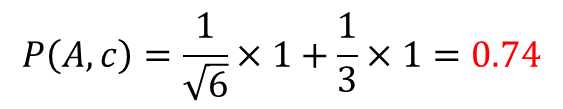 P(A, c) = 1/√6 × 1 + 1/3 × 1 = 0.74